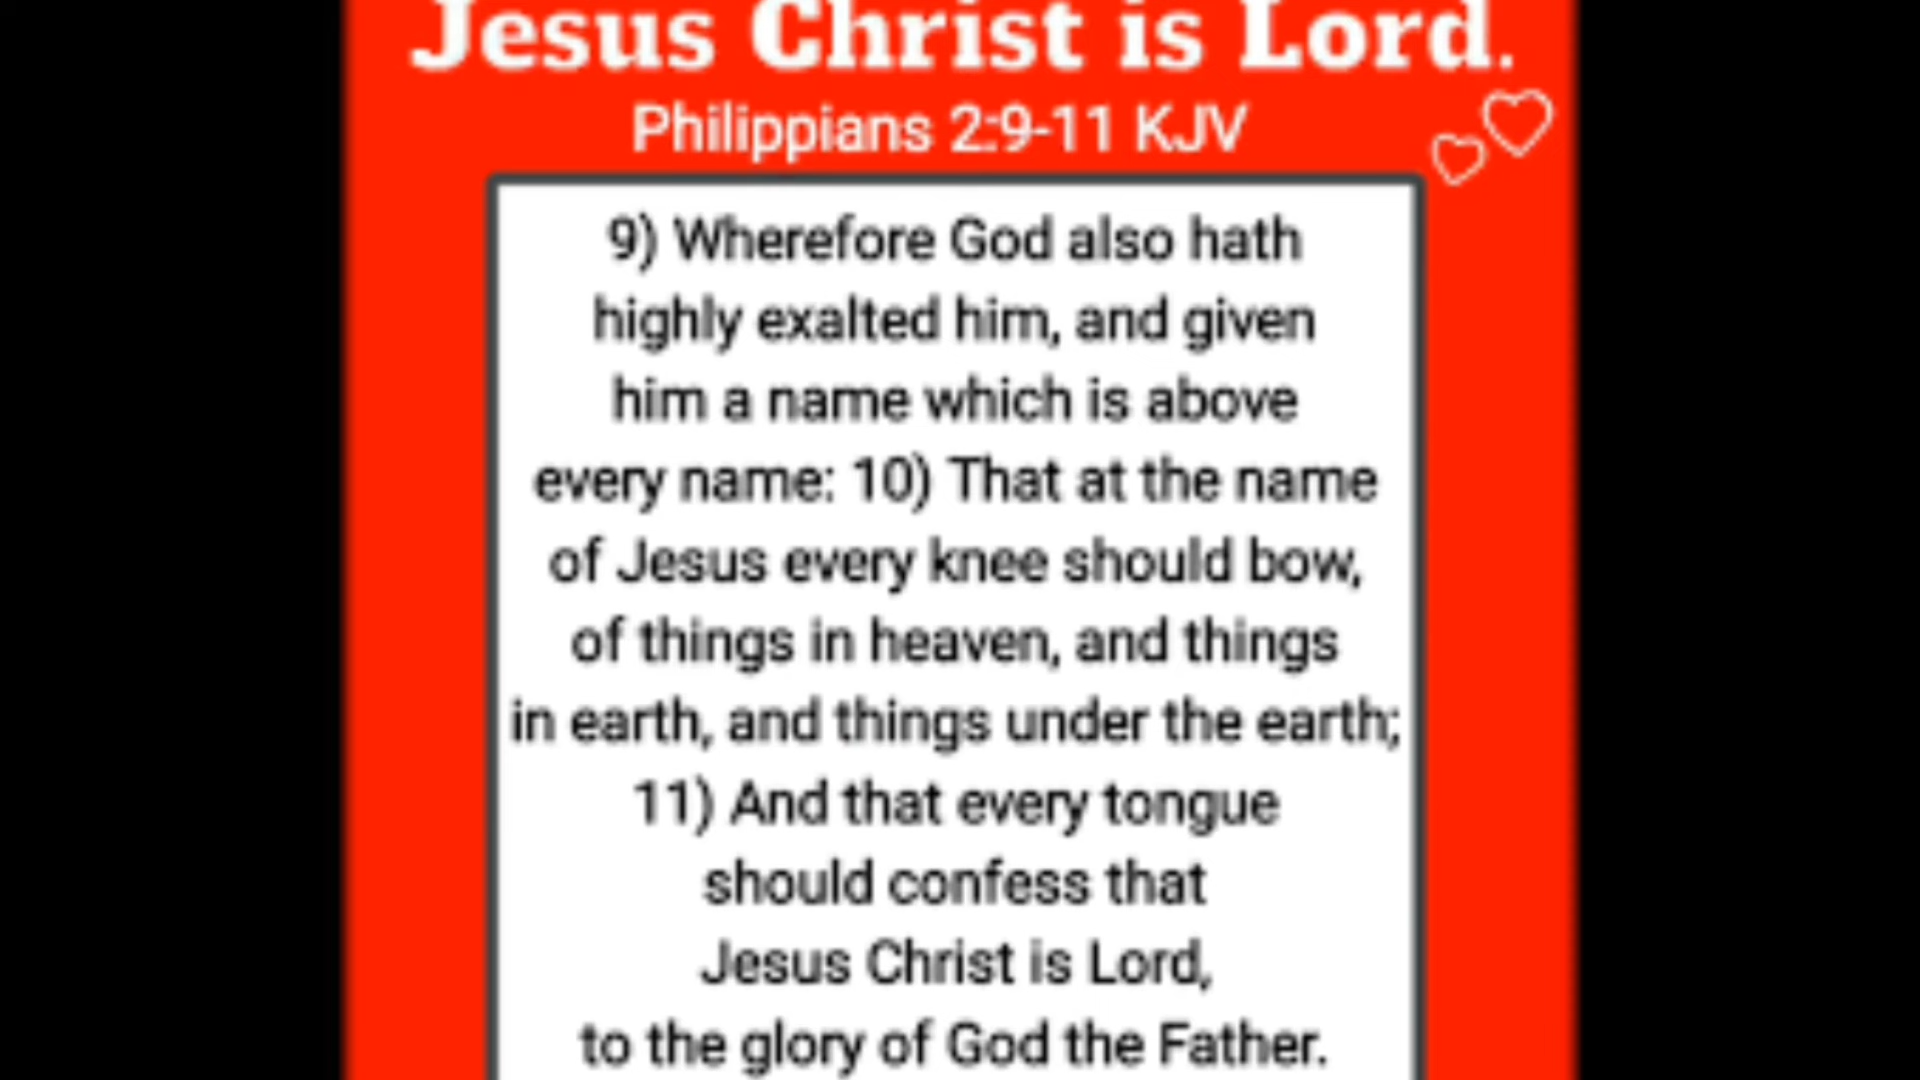 Jesus Christ is Lord.
Philippians 2:9-11 KJV
9) Wherefore God also hath
highly exalted him, and given
him a name which is above
every name: 10) That at the name
of Jesus every knee should bow,
of things in heaven, and things
in earth, and things under the earth;
11) And that every tongue
should confess that
Jesus Christ is Lord,
to the glory of God the Father.